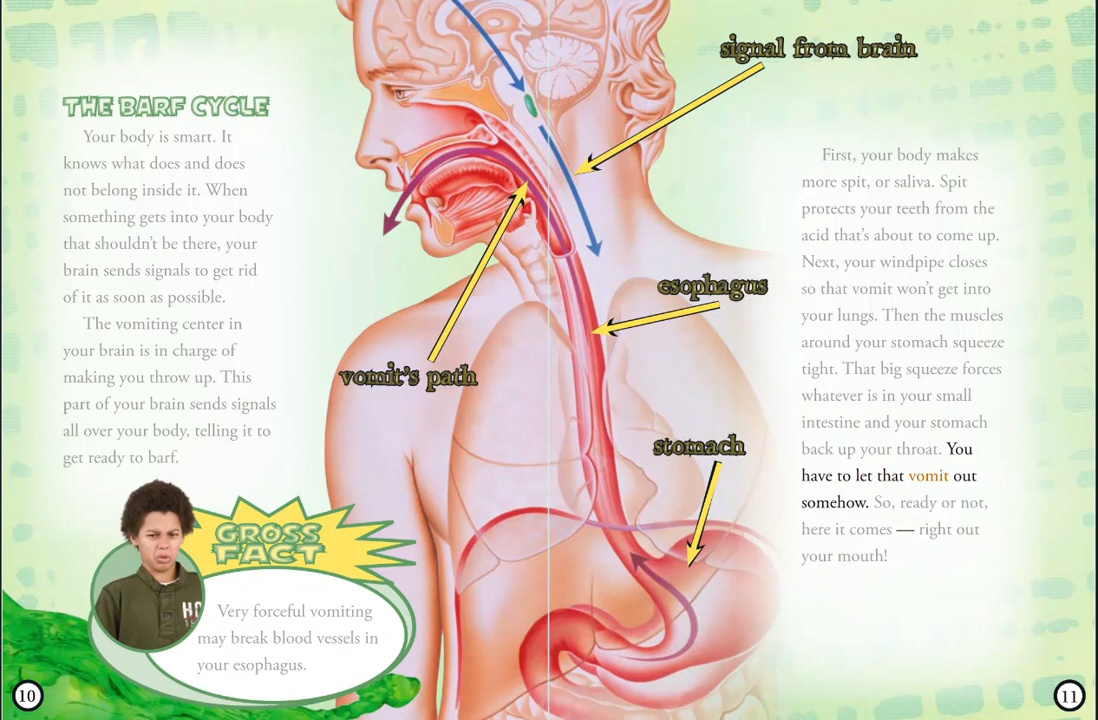 THE BARF CYCLE
Your body is smart. It
knows what does and does
not belong inside it. When
something gets into your body
that shouldn't be there, your
brain sends signals to get rid
of it as soon as possible.
The vomiting center in
your brain is in charge of
making you throw up. This
part of your brain sends signals
all over your body, telling it to
get ready to barf.
GROSS
FACT
Very forceful vomiting
may break blood vessels in
your esophagus.
10
signal from brain
esophagus
vomit's path
stomach
First, your body makes
more spit, or saliva. Spit
protects your teeth from the
acid that's about to come up.
Next, your windpipe closes
so that vomit won't get into
your lungs. Then the muscles
around your stomach squeeze
tight. That big squeeze forces
whatever is in your small
intestine and your stomach
back up your throat. You
have to let that vomit out
somehow. So, ready or not,
here it comes — right out
your mouth!
11